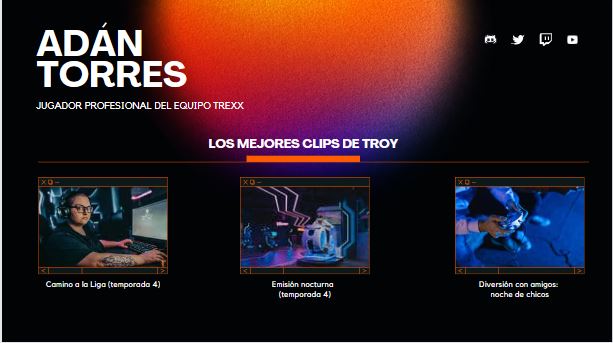 ADÁN
TORRES
JUGADOR PROFESIONAL DEL EQUIPO TREXX
LOS MEJORES CLIPS DE TROY
Camino a la Liga (temporada 4)
Emisión nocturna
(temporada 4)
Diversión con amigos:
noche de chicos